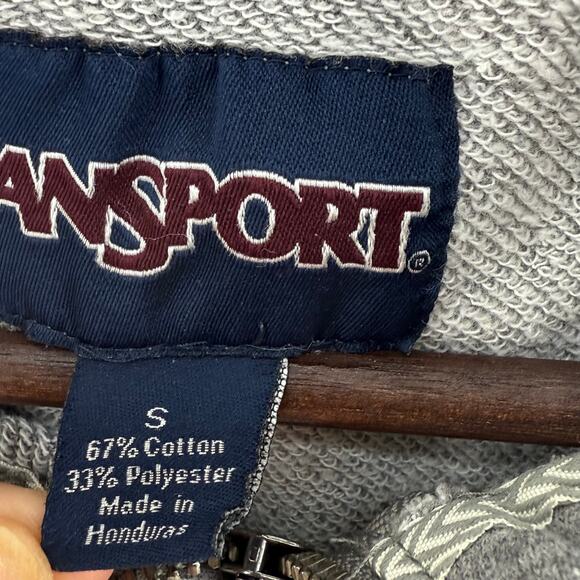 ANSPORT®
S
67% Cotton
33% Polyester
Made in
Honduras